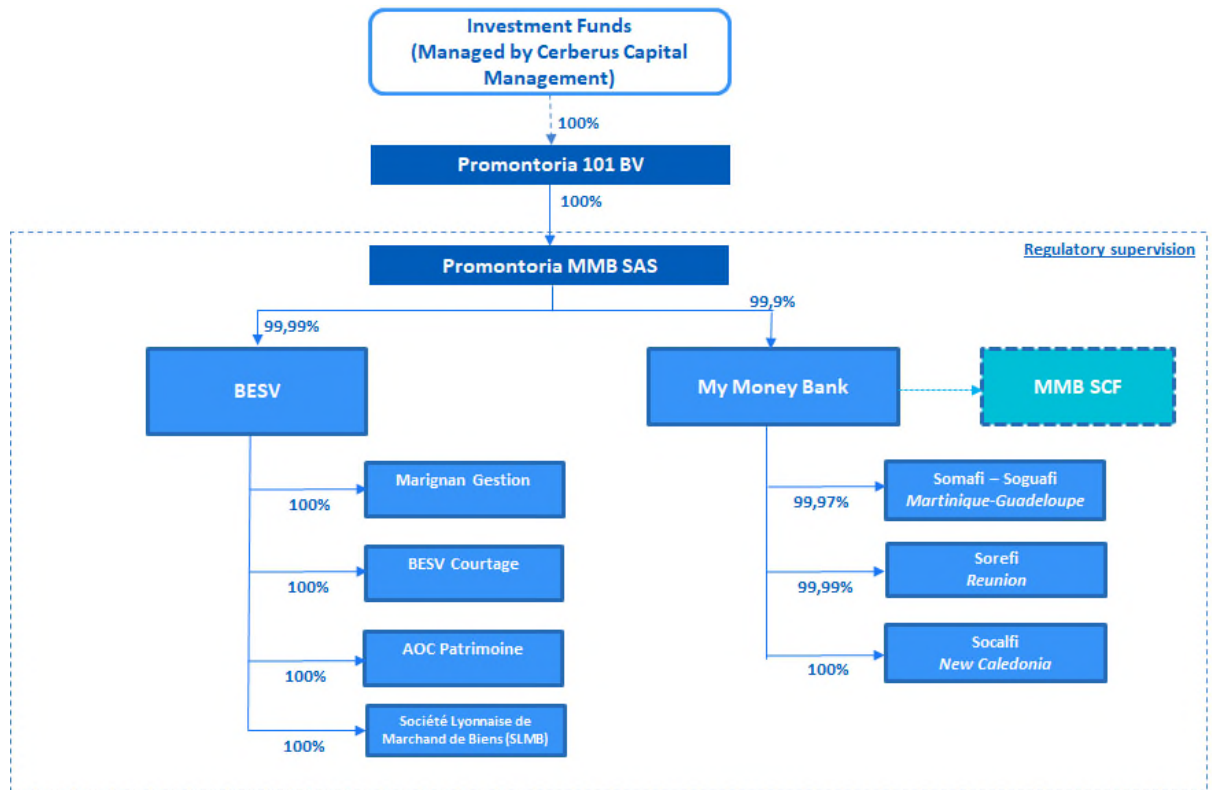 Investment Funds
(Managed by Cerberus Capital
Management)
100%
Promontoria 101 BV
100%
Regulatory supervision
Promontoria MMB SAS
99,99%
99,9%
BESV
My Money Bank
MMB SCF
Marignan Gestion
100%
Somafi – Soguafi
Martinique-Guadeloupe
99,97%
BESV Courtage
100%
Sorefi
Reunion
99,99%
AOC Patrimoine
100%
Socalfi
New Caledonia
100%
Société Lyonnaise de
Marchand de Biens (SLMB)
100%